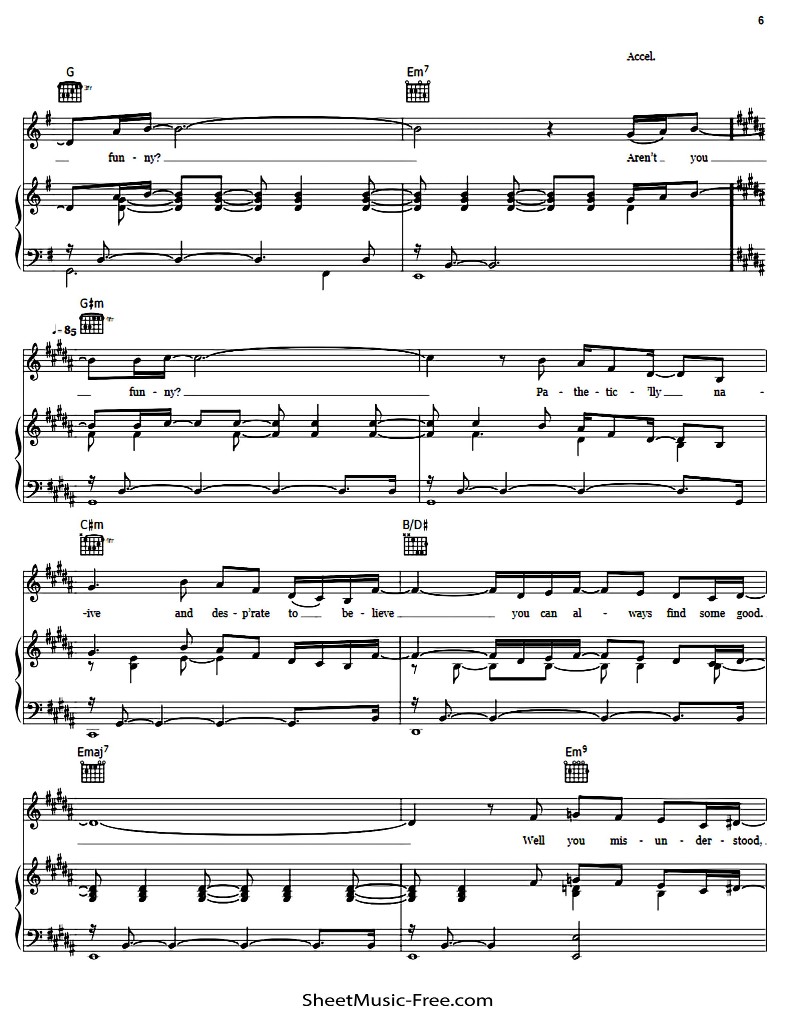 6
Accel.
G Em7
3fr
fun - ny? Aren't you
G#m
♩=85
funny? Pa - the - tic - 'lly na -
C#m B/D#
-ive and des - p'rate to be - lieve you can al - ways find some good.
Emaj7 Em9
Well you mis - un - der - stood,
SheetMusic-Free.com